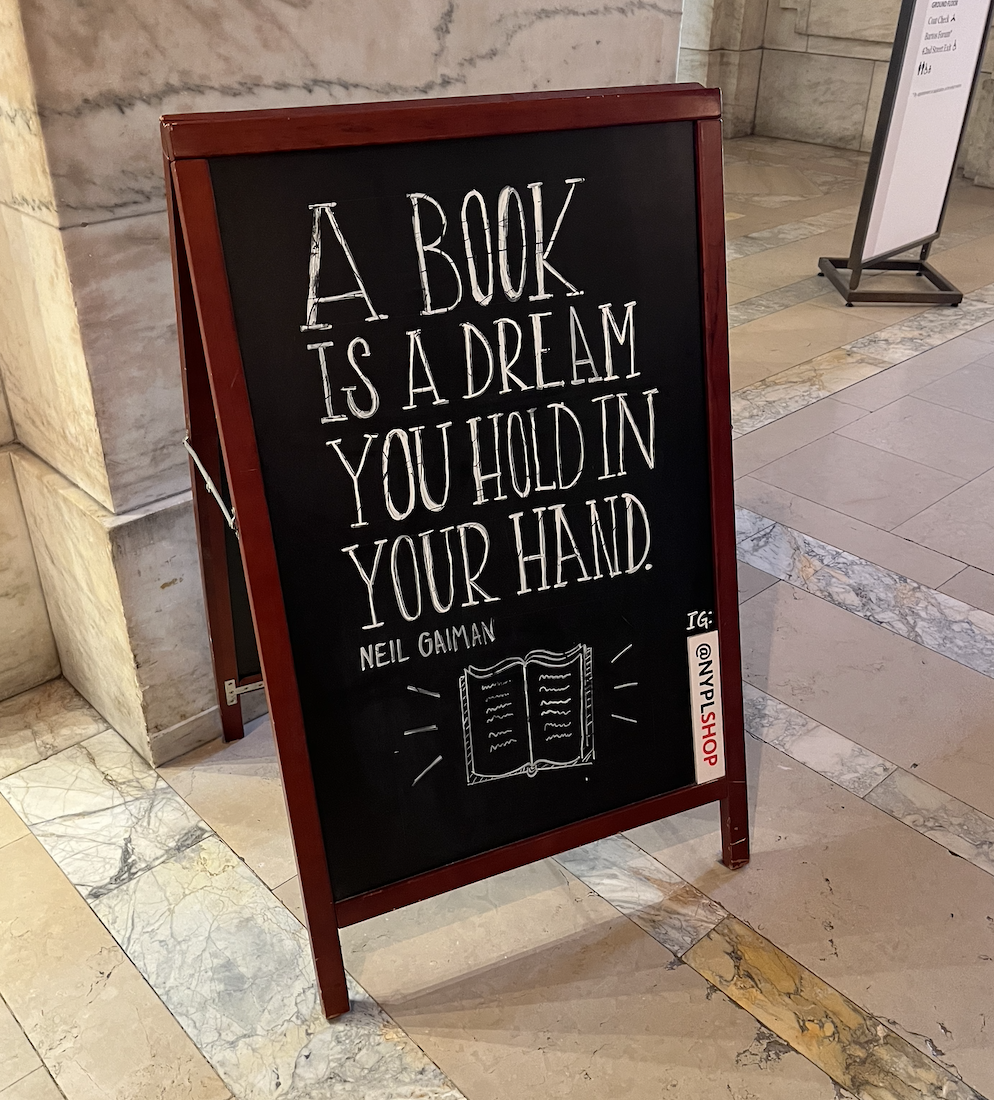 A BOOK
IS A DREAM
YOU HOLD IN
YOUR HAND.
NEIL GAIMAN
IG:
@NYPLSHOP
GROUND FLOOR
Coat Check
Bartos Forum*
42nd Street Exit